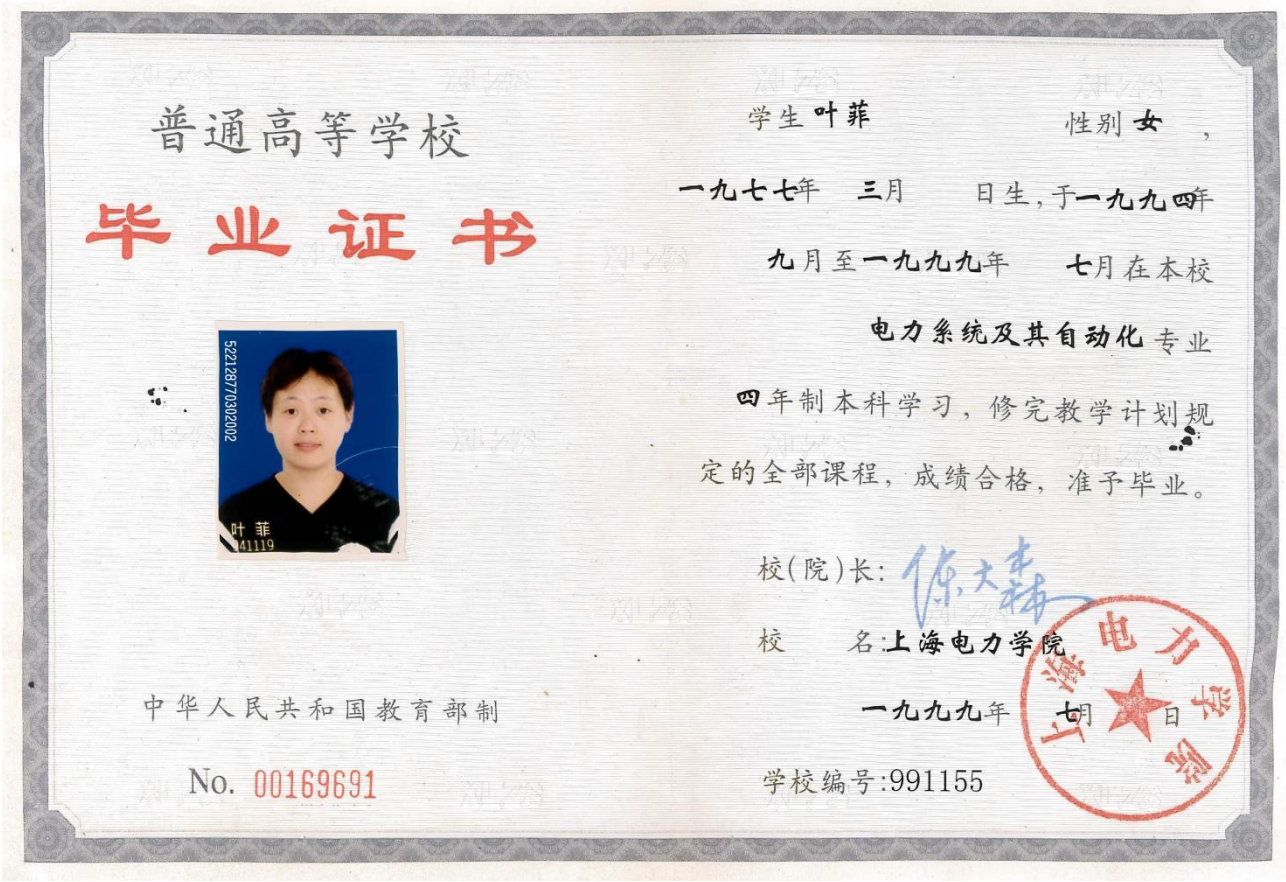 普通高等学校
毕业证书
522128770302002
叶菲
41119
中华人民共和国教育部制
No. 00169691
学生叶菲 性别女,
一九七七年 三月 日生,于一九九四年
九月至一九九九年 七月在本校
电力系统及其自动化专业
四年制本科学习,修完教学计划规
定的全部课程,成绩合格,准予毕业。
校(院)长:
校 名:上海电力学院
一九九九年 七月 日
学校编号:991155
上海电力学院